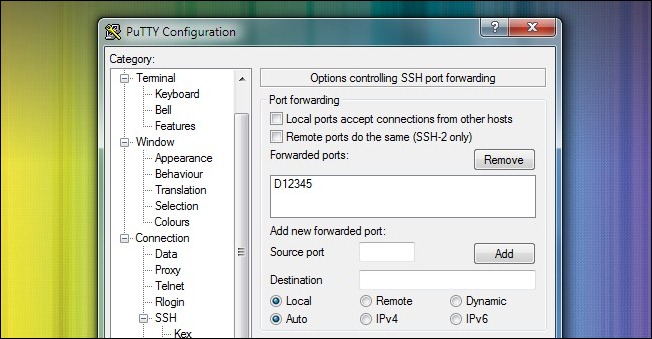 PuTTY Configuration
Category:
Terminal
Keyboard
Bell
Features
Window
Appearance
Behaviour
Translation
Selection
Colours
Connection
Data
Proxy
Telnet
Rlogin
SSH
Kex
Options controlling SSH port forwarding
Port forwarding
Local ports accept connections from other hosts
Remote ports do the same (SSH-2 only)
Forwarded ports:
Remove
D12345
Add new forwarded port:
Source port
Add
Destination
Local Remote Dynamic
Auto IPv4 IPv6